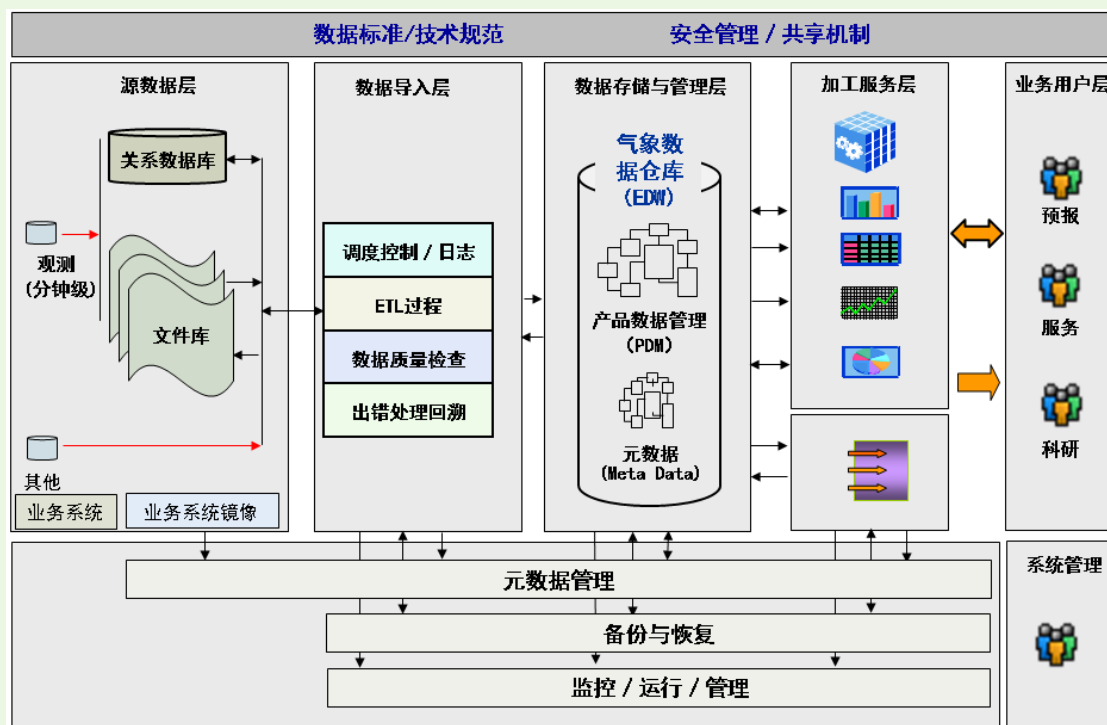 数据标准/技术规范
安全管理 / 共享机制
源数据层
关系数据库
观测
(分钟级)
文件库
其他
业务系统
业务系统镜像
数据导入层
调度控制 / 日志
ETL过程
数据质量检查
出错处理回溯
数据存储与管理层
气象数
据仓库
(EDW)
产品数据管理
(PDM)
元数据
(Meta Data)
加工服务层
业务用户层
预报
服务
科研
元数据管理
备份与恢复
监控 / 运行 / 管理
系统管理